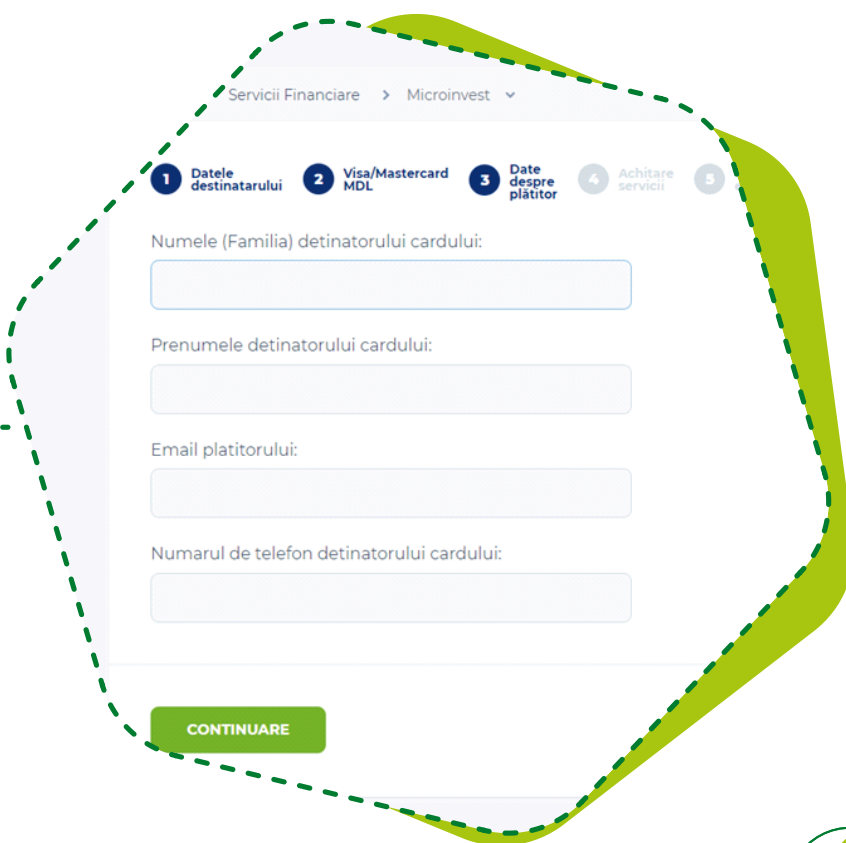 Servicii Financiare > Microinvest
1 Datele destinatarului 2 Visa/Mastercard MDL 3 Date despre plătitor 4 Achitare servicii 5
Numele (Familia) detinatorului cardului:
Prenumele detinatorului cardului:
Email platitorului:
Numarul de telefon detinatorului cardului:
CONTINUARE